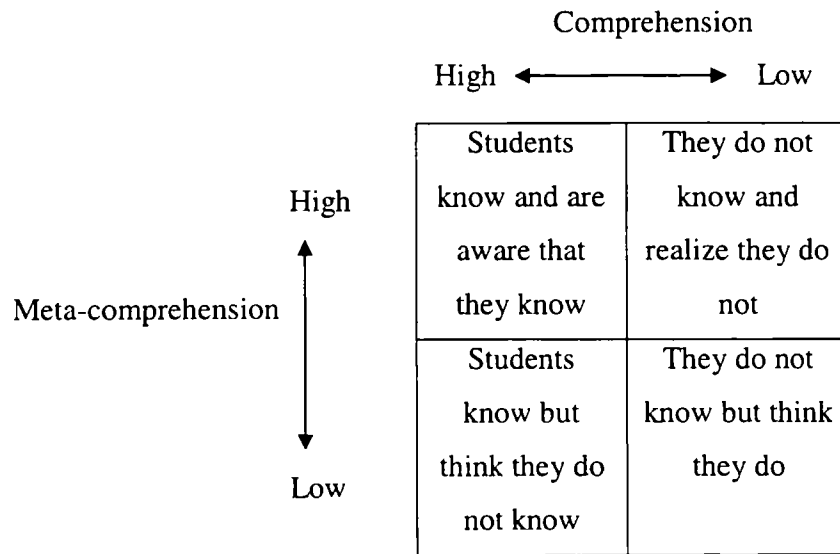 Comprehension
High Low
Students
know and are
aware that
they know
They do not
know and
realize they do
not
High
Meta-comprehension
Low
Students
know but
think they do
not know
They do not
know but think
they do